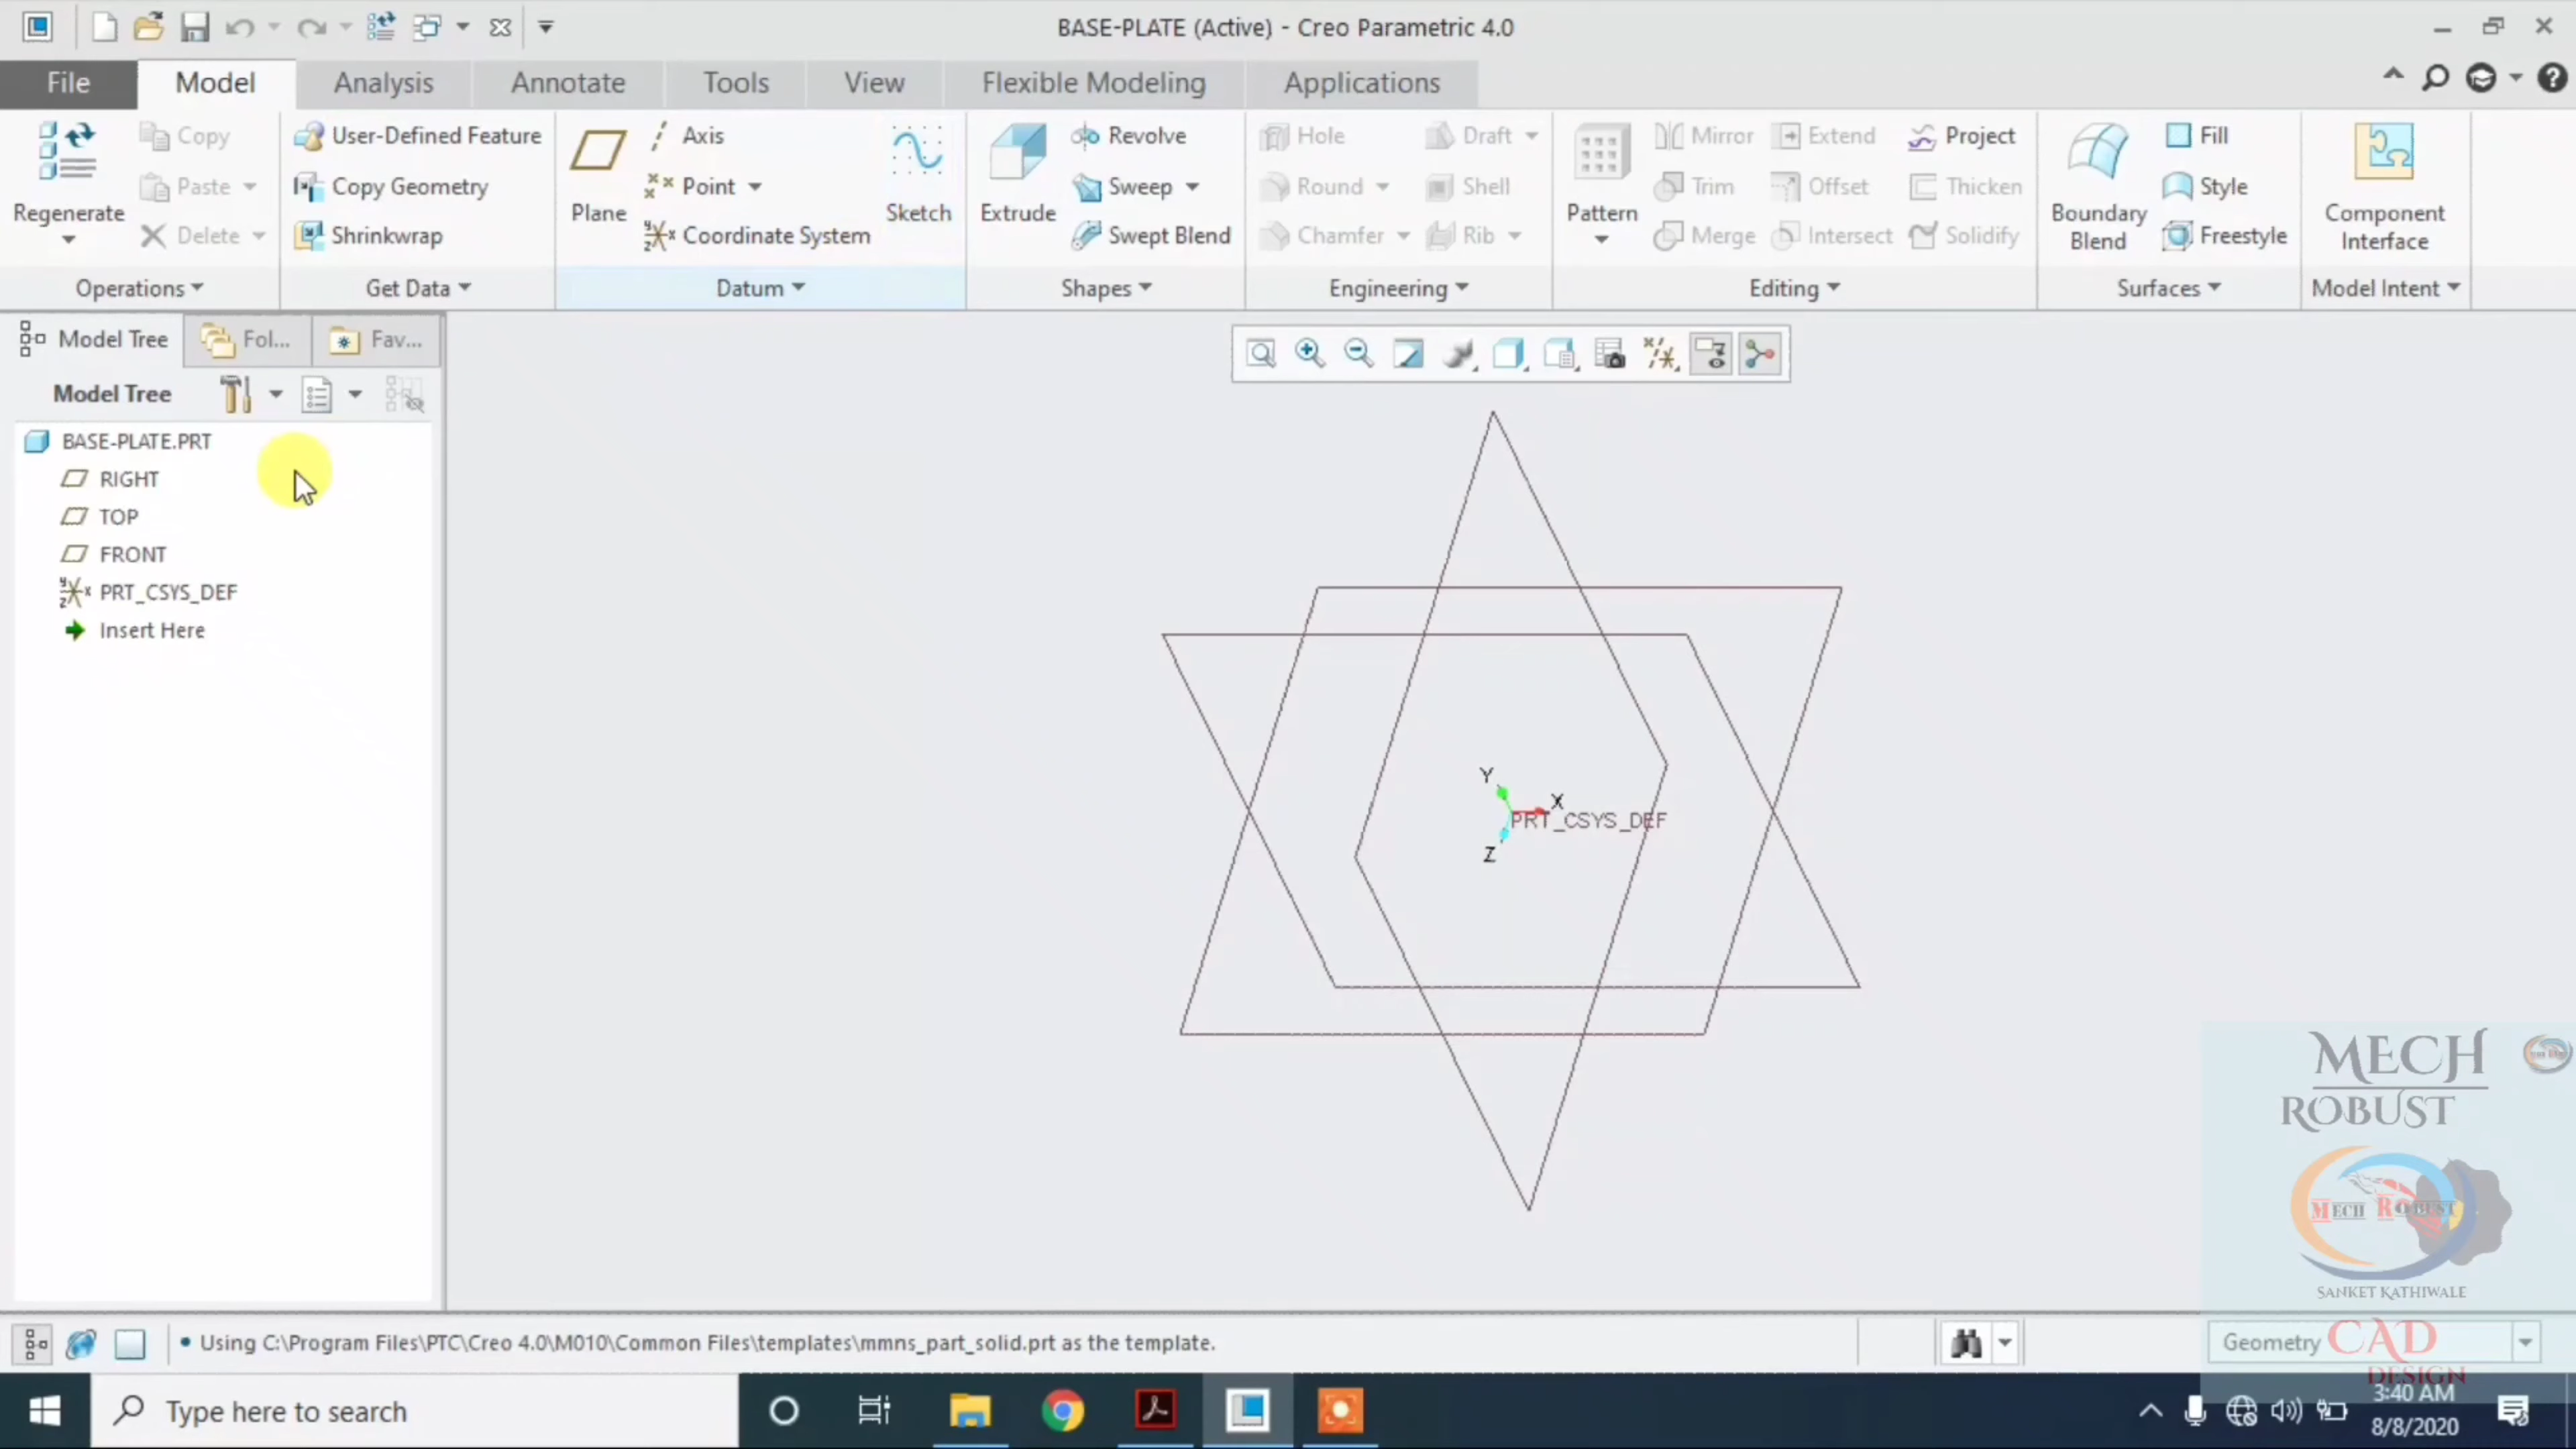 BASE-PLATE (Active) - Creo Parametric 4.0
File Model Analysis Annotate Tools View Flexible Modeling Applications
Regenerate
Copy
Paste
Delete
Operations
User-Defined Feature
Copy Geometry
Shrinkwrap
Get Data
Plane
Axis
Point
Coordinate System
Sketch
Datum
Extrude
Revolve
Sweep
Swept Blend
Shapes
Hole
Round
Chamfer
Draft
Shell
Rib
Engineering
Pattern
Mirror
Trim
Merge
Extend
Offset
Intersect
Project
Thicken
Solidify
Editing
Boundary
Blend
Fill
Style
Freestyle
Surfaces
Component
Interface
Model Intent
Model Tree Fol... Fav...
Model Tree
BASE-PLATE.PRT
RIGHT
TOP
FRONT
PRT_CSYS_DEF
Insert Here
Y
X
PRT_CSYS_DEF
Z
MECH
ROBUST
MECH ROBUST
SANKET KATHIWALE
CAD
DESIGN
• Using C:\Program Files\PTC\Creo 4.0\M010\Common Files\templates\mmns_part_solid.prt as the template.
Geometry
Type here to search
3:40 AM
8/8/2020